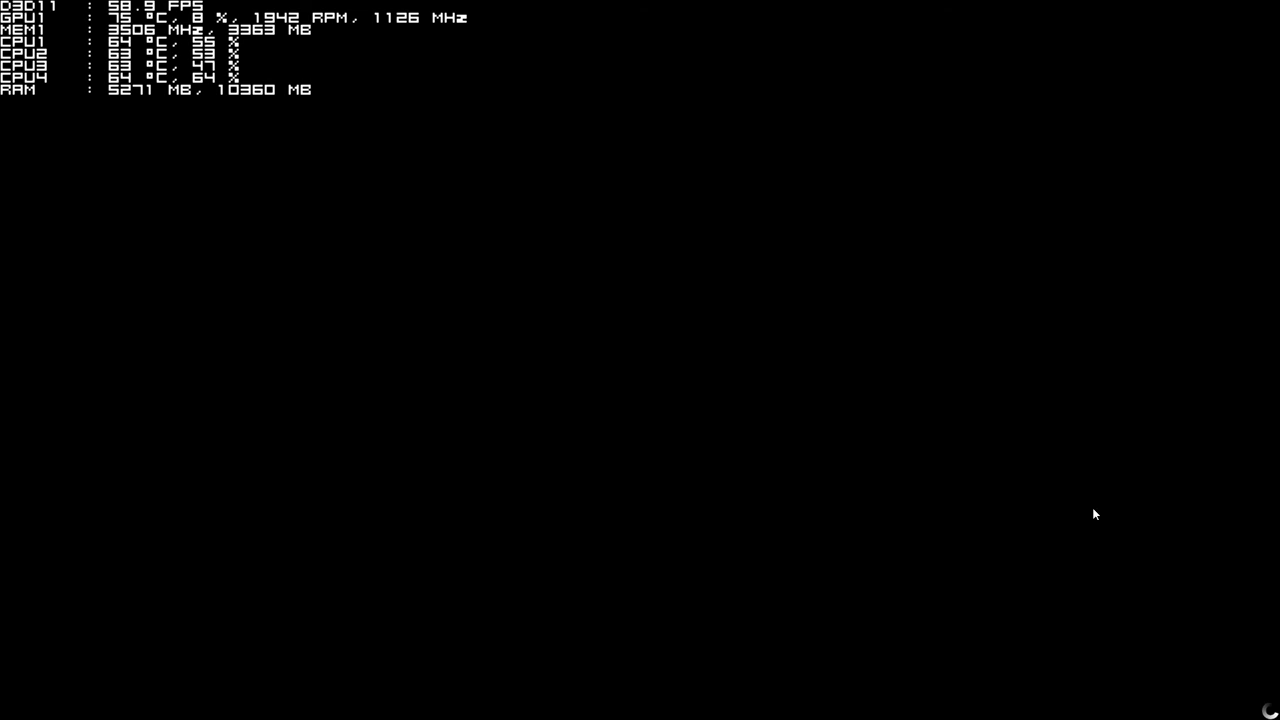 D3D11 : 58.9 FPS
GPU1 : 75 °C, 8 %, 1942 RPM, 1126 MHz
MEM1 : 3506 MHz, 3363 MB
CPU1 : 64 °C, 55 %
CPU2 : 63 °C, 53 %
CPU3 : 63 °C, 47 %
CPU4 : 64 °C, 64 %
RAM : 5271 MB, 10360 MB